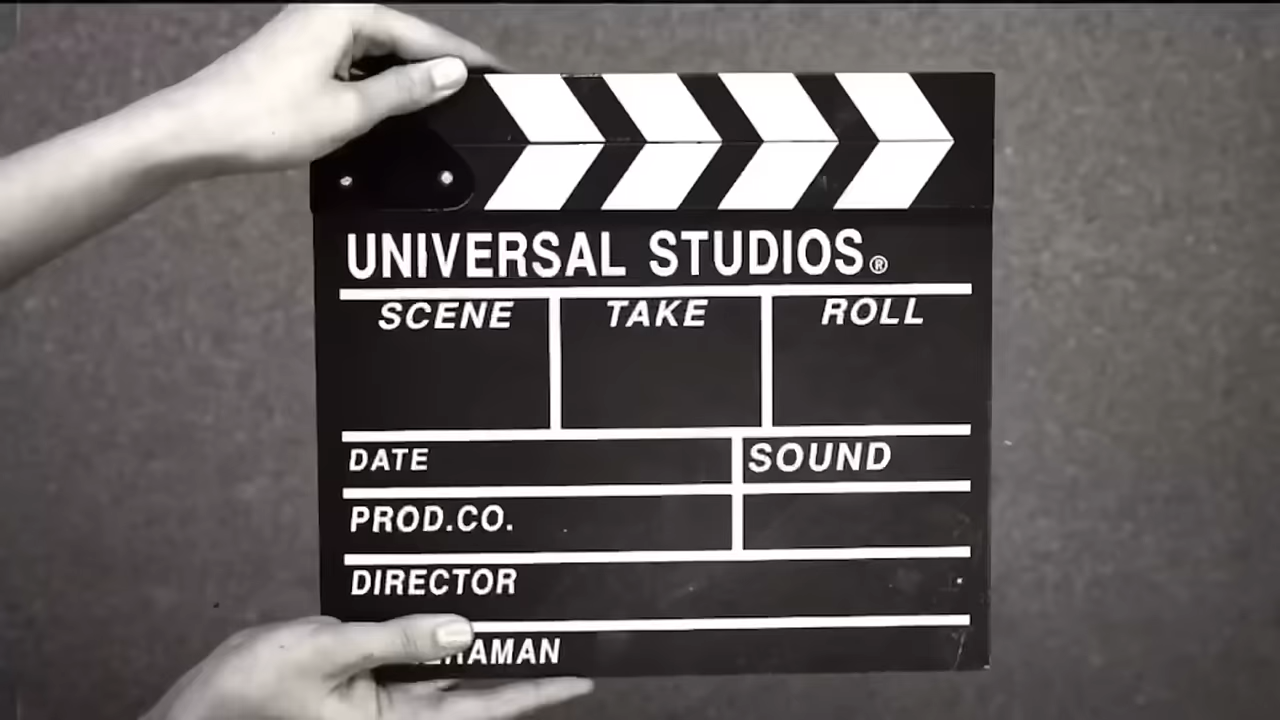 UNIVERSAL STUDIOS®
SCENE TAKE ROLL
DATE SOUND
PROD.CO.
DIRECTOR